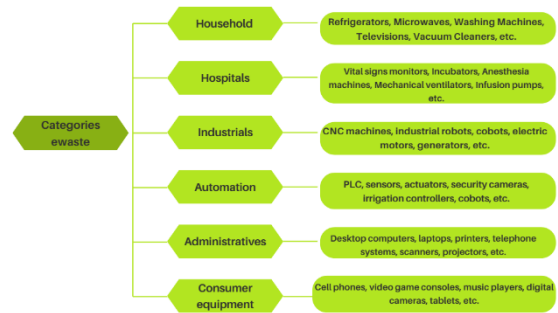 Categories
ewaste
Household
Refrigerators, Microwaves, Washing Machines,
Televisions, Vacuum Cleaners, etc.
Hospitals
Vital signs monitors, Incubators, Anesthesia
machines, Mechanical ventilators, Infusion pumps,
etc.
Industrials
CNC machines, industrial robots, cobots, electric
motors, generators, etc.
Automation
PLC, sensors, actuators, security cameras,
irrigation controllers, cobots, etc.
Administratives
Desktop computers, laptops, printers, telephone
systems, scanners, projectors, etc.
Consumer
equipment
Cell phones, video game consoles, music players, digital
cameras, tablets, etc.